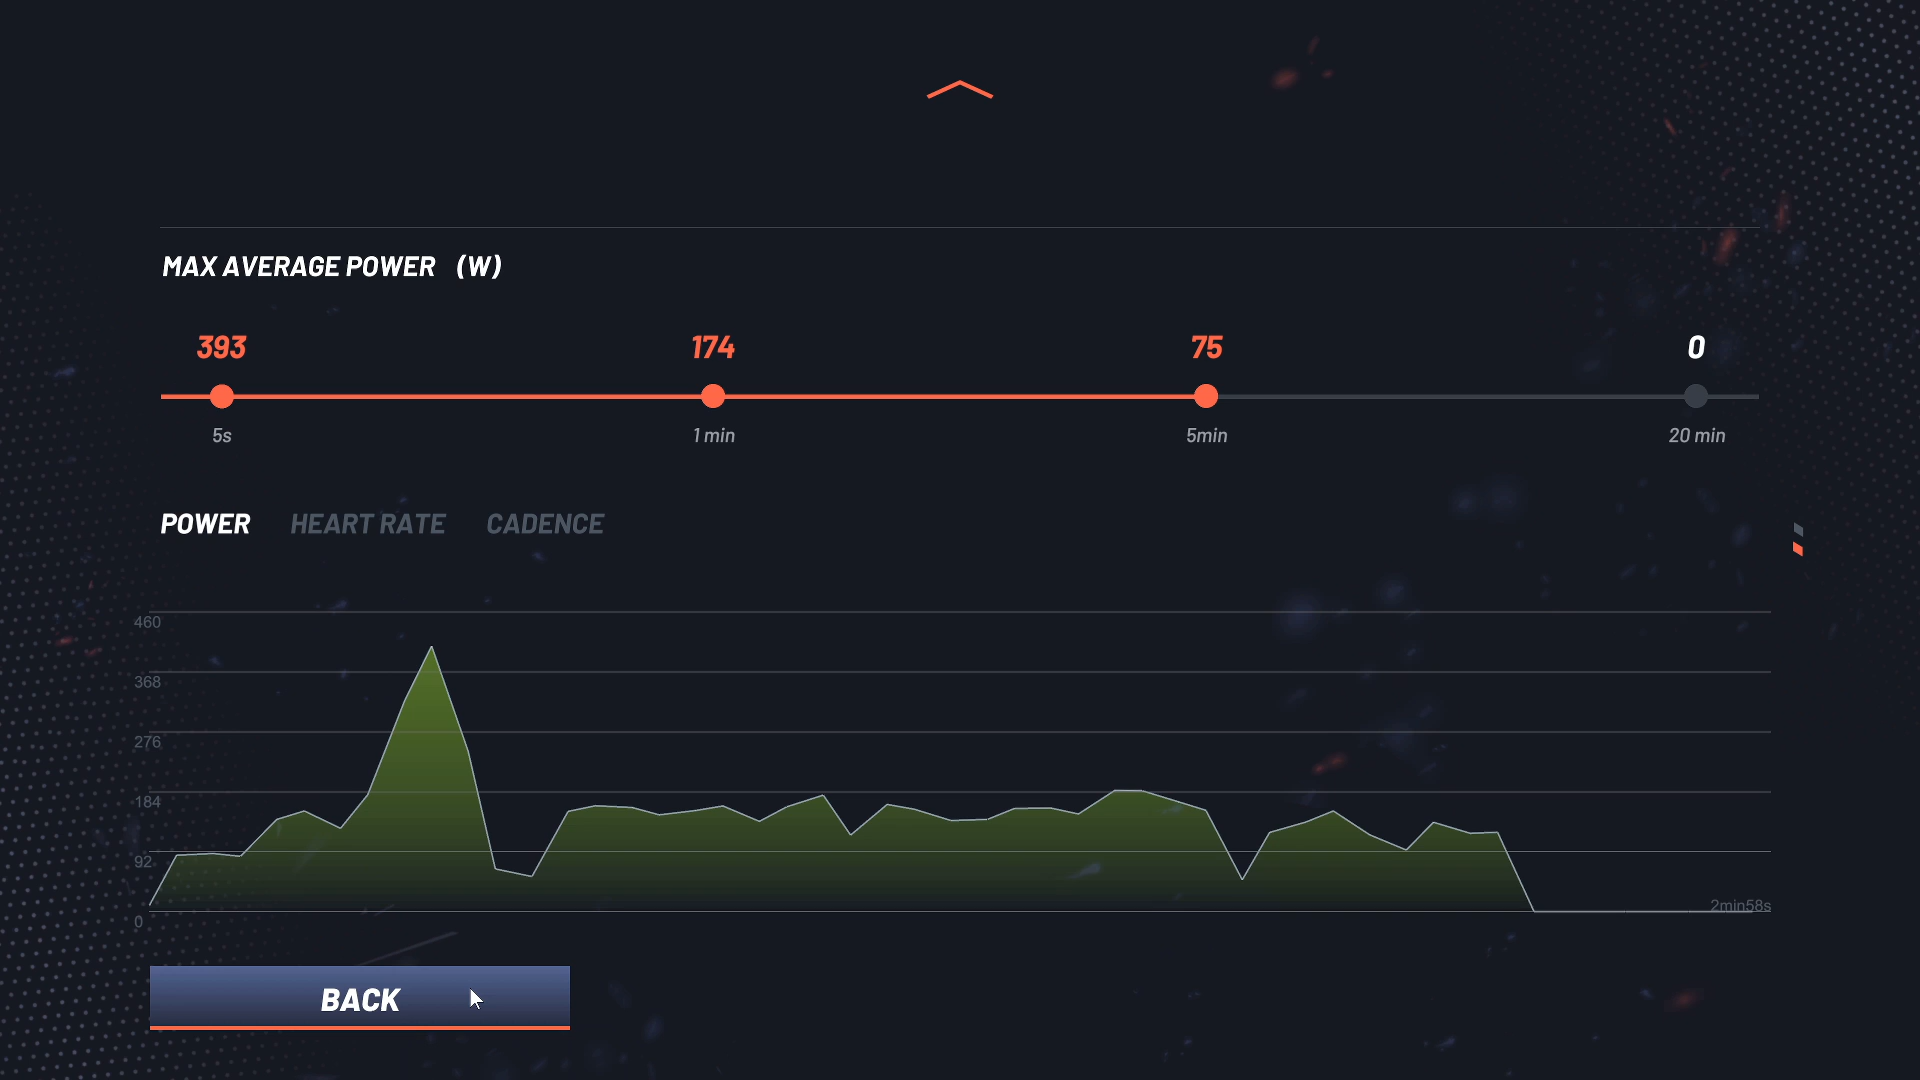 MAX AVERAGE POWER (W)
393 174 75 0
5s 1 min 5min 20 min
POWER HEART RATE CADENCE
460
368
276
184
92
2min58s
0
BACK